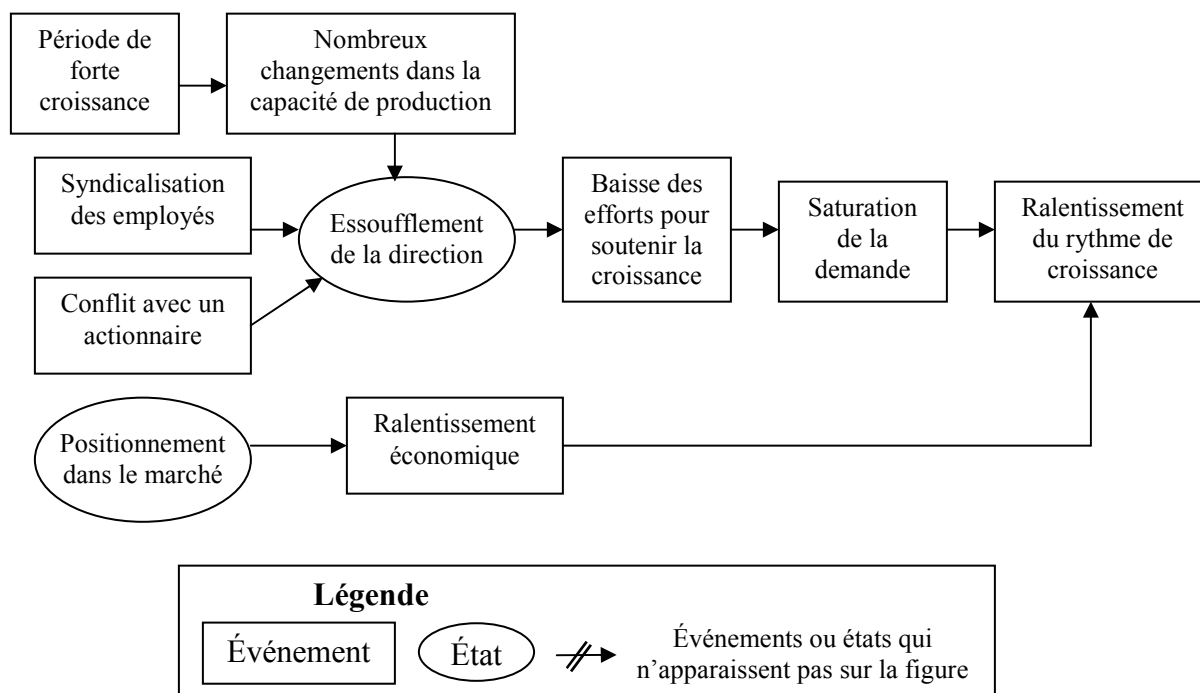 Période de
forte
croissance
Nombreux
changements dans la
capacité de production
Syndicalisation
des employés
Essoufflement
de la direction
Baisse des
efforts pour
soutenir la
croissance
Saturation
de la
demande
Ralentissement
du rythme de
croissance
Conflit avec un
actionnaire
Positionnement
dans le marché
Ralentissement
économique
Légende
Événement
État
Événements ou états qui
n’apparaissent pas sur la figure